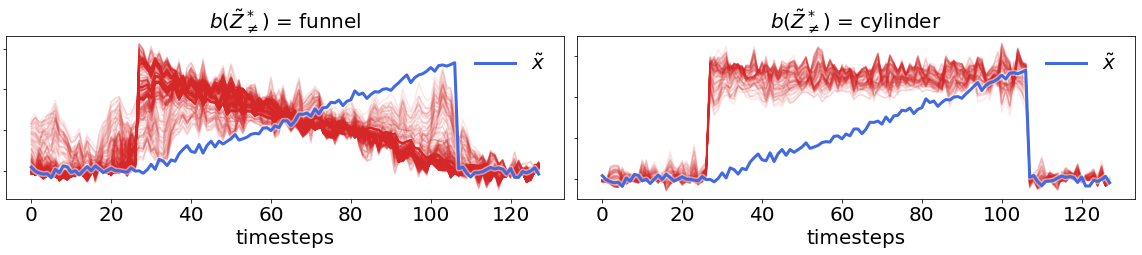 b(Z̃*≠) = funnel
x̃
0 20 40 60 80 100 120
timesteps
b(Z̃*≠) = cylinder
x̃
0 20 40 60 80 100 120
timesteps